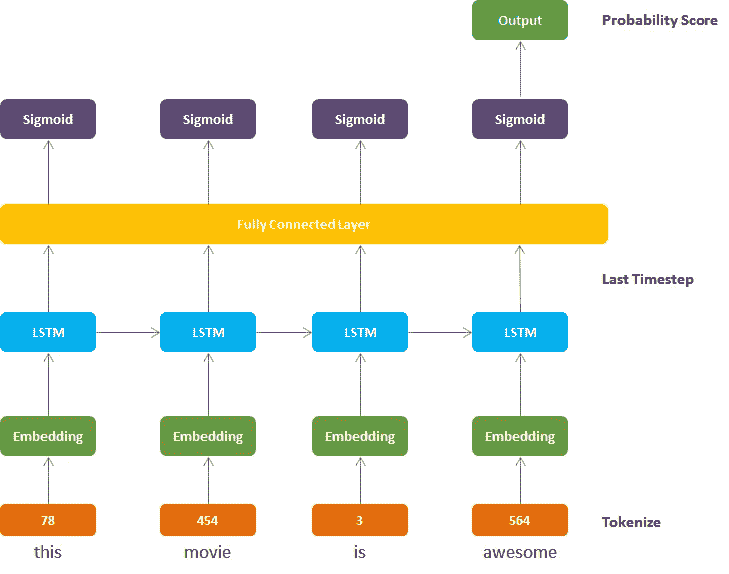 Output Probability Score
Sigmoid Sigmoid Sigmoid Sigmoid
Fully Connected Layer
Last Timestep
LSTM LSTM LSTM LSTM
Embedding Embedding Embedding Embedding
78 454 3 564 Tokenize
this movie is awesome